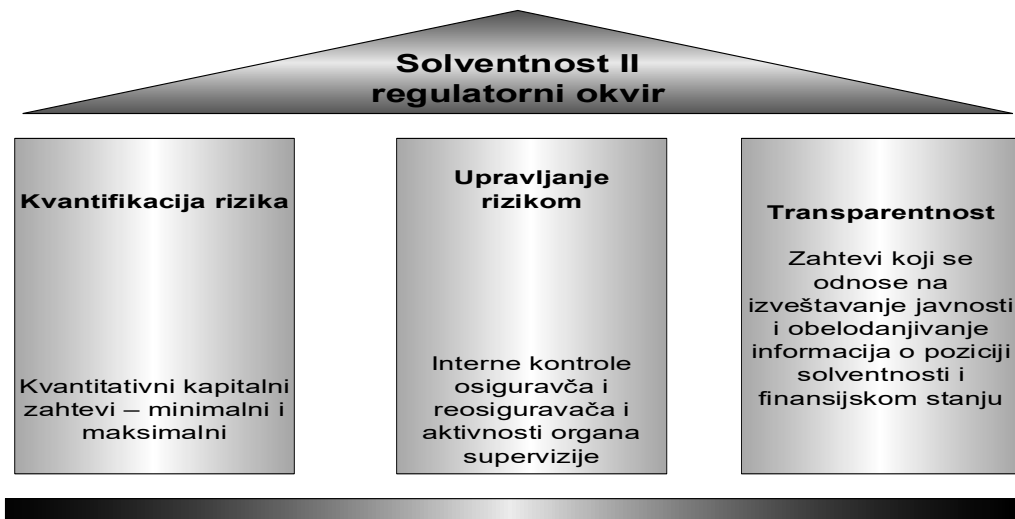 Solventnost II
regulatorni okvir
Kvantifikacija rizika
Kvantitativni kapitalni
zahtevi – minimalni i
maksimalni
Upravljanje
rizikom
Interne kontrole
osiguravča i
reosiguravača i
aktivnosti organa
supervizije
Transparentnost
Zahtevi koji se
odnose na
izveštavanje javnosti
i obelodanjivanje
informacija o poziciji
solventnosti i
finansijskom stanju